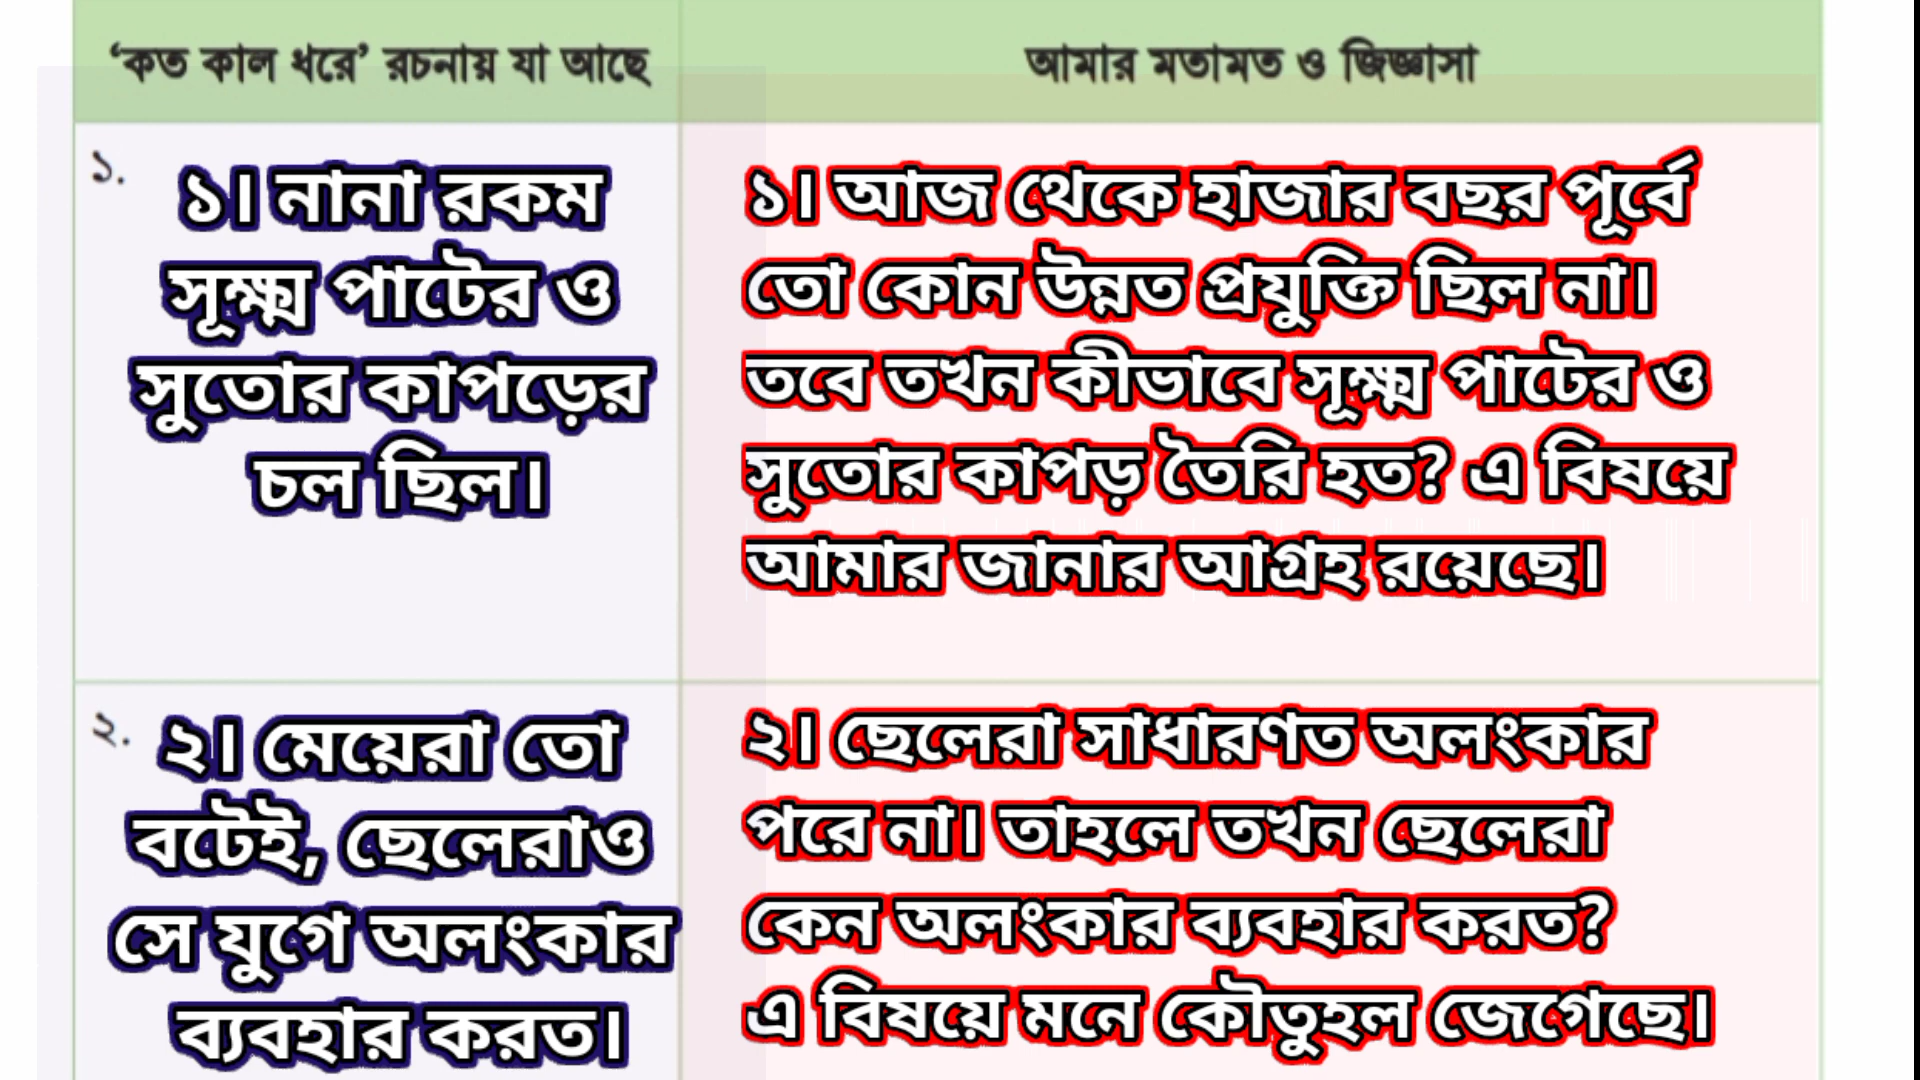 ‘কত কাল ধরে’ রচনায় যা আছে
আমার মতামত ও জিজ্ঞাসা
১.
১। নানা রকম
সূক্ষ্ম পাটের ও
সুতোর কাপড়ের
চল ছিল।
১। আজ থেকে হাজার বছর পূর্বে
তো কোন উন্নত প্রযুক্তি ছিল না।
তবে তখন কীভাবে সূক্ষ্ম পাটের ও
সুতোর কাপড় তৈরি হত? এ বিষয়ে
আমার জানার আগ্রহ রয়েছে।
২.
২। মেয়েরা তো
বটেই, ছেলেরাও
সে যুগে অলংকার
ব্যবহার করত।
২। ছেলেরা সাধারণত অলংকার
পরে না। তাহলে তখন ছেলেরা
কেন অলংকার ব্যবহার করত?
এ বিষয়ে মনে কৌতুহল জেগেছে।